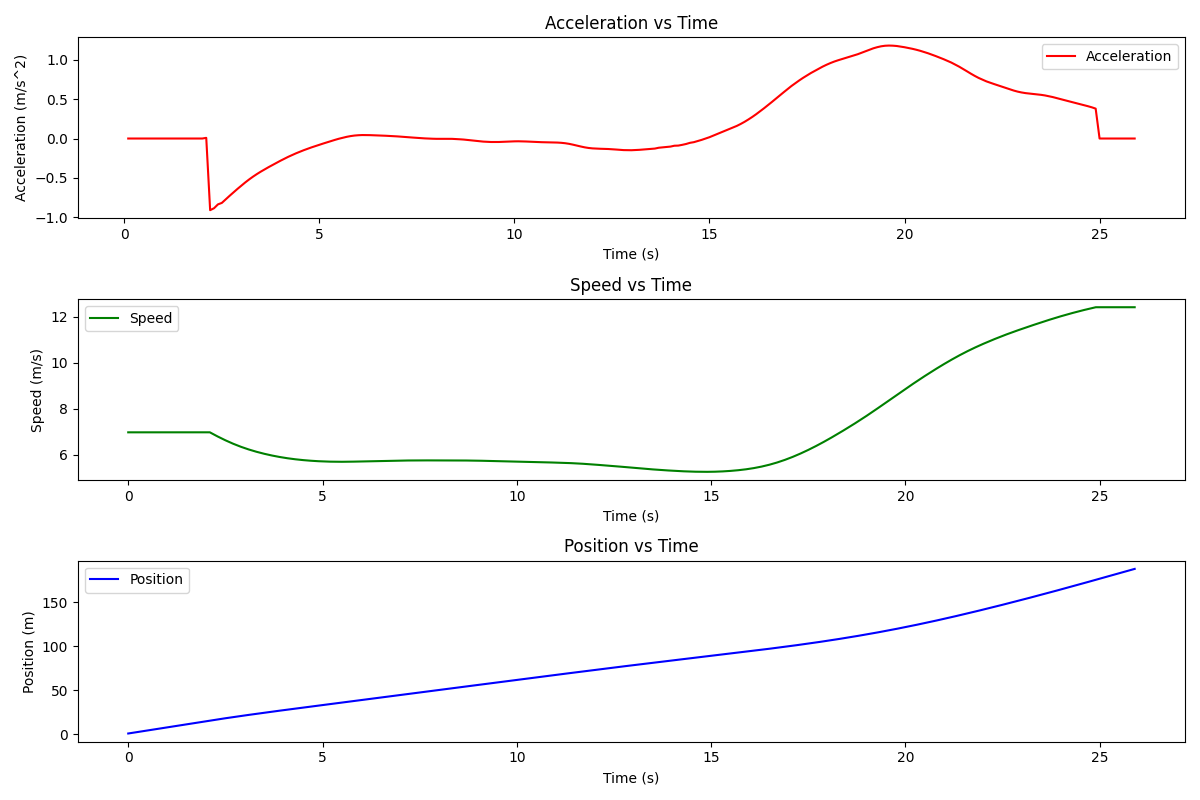 Acceleration vs Time
Acceleration (m/s^2)
1.0
0.5
0.0
−0.5
−1.0
Acceleration
0 5 10 15 20 25
Time (s)
Speed vs Time
Speed (m/s)
12
10
8
6
Speed
0 5 10 15 20 25
Time (s)
Position vs Time
Position (m)
150
100
50
0
Position
0 5 10 15 20 25
Time (s)